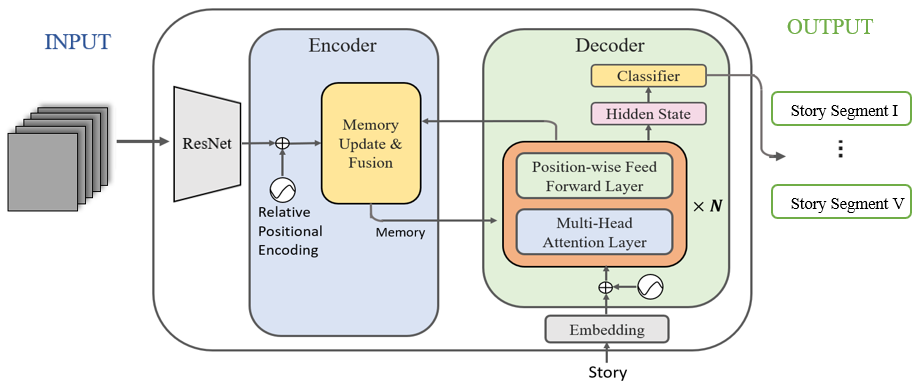 INPUT
Encoder
Decoder
OUTPUT
ResNet
Memory
Update &
Fusion
Relative
Positional
Encoding
Memory
Classifier
Hidden State
Position-wise Feed
Forward Layer
Multi-Head
Attention Layer
× N
Embedding
Story
Story Segment I
⋮
Story Segment V